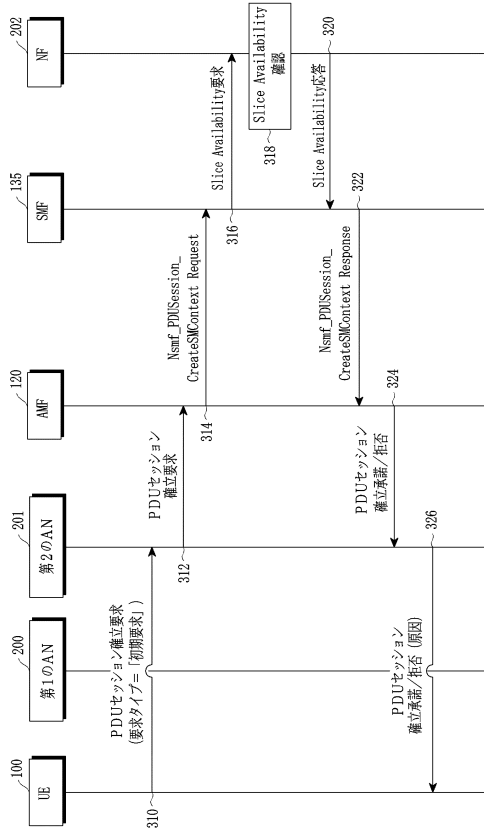 100
UE
200
第1のAN
201
第2のAN
120
AMF
135
SMF
202
NF
PDUセッション確立要求
(要求タイプ=「初期要求」)
310
PDUセッション
確立要求
312
Nsmf_PDUSession_
CreateSMContext Request
314
Slice Availability要求
316
Slice Availability
確認
318
Slice Availability応答
320
Nsmf_PDUSession_
CreateSMContext Response
322
PDUセッション
確立承諾/拒否
324
PDUセッション
確立承諾/拒否 (原因)
326